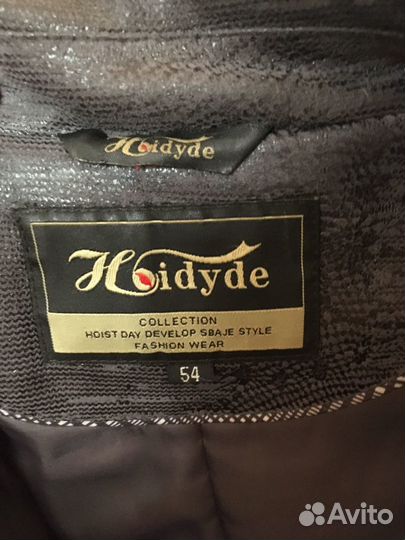 Hoidyde
Hoidyde
COLLECTION
HOIST DAY DEVELOP SBAJE STYLE
FASHION WEAR
54
Avito